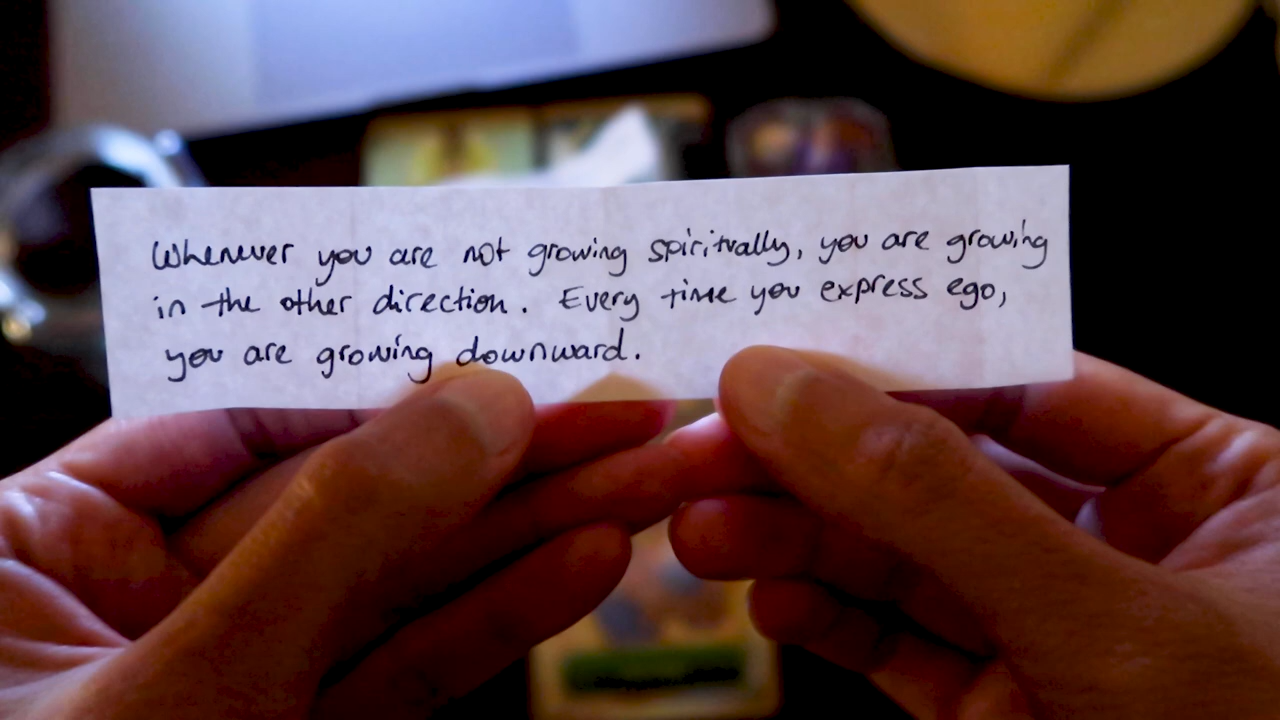 Whenever you are not growing spiritually, you are growing
in the other direction. Every time you express ego,
you are growing downward.